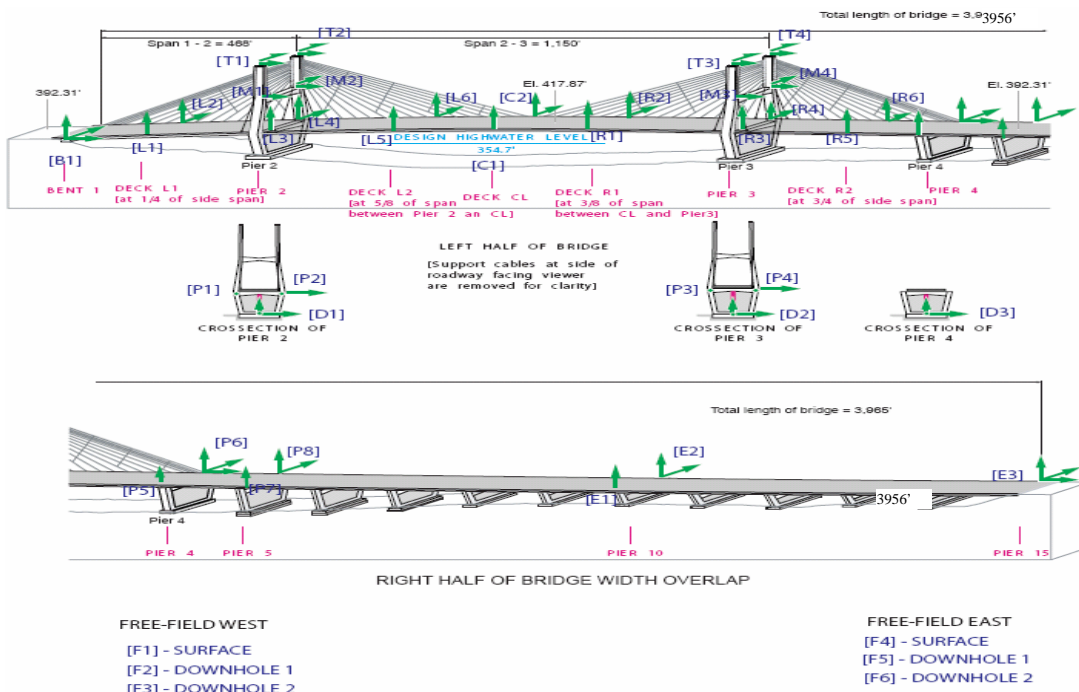 Total length of bridge = 3,9 3956'
Span 1 - 2 = 468'
Span 2 - 3 = 1,150'
[T2]
[T4]
[T1]
[T3]
[M2]
[M4]
[M1]
[M3]
392.31'
El. 417.87'
El. 392.31'
[L2]
[L6]
[C2]
[R2]
[R6]
[L4]
[R4]
[B1]
[L1]
[L3]
[L5]
DESIGN HIGHWATER LEVEL
[R1]
[R3]
[R5]
354.7'
[C1]
Pier 2
Pier 3
Pier 4
BENT 1
DECK L1
[at 1/4 of side span]
PIER 2
DECK L2
[at 5/8 of span
between Pier 2 an CL]
DECK CL
DECK R1
[at 3/8 of span
between CL and Pier3]
PIER 3
DECK R2
[at 3/4 of side span]
PIER 4
LEFT HALF OF BRIDGE
[Support cables at side of
roadway facing viewer
are removed for clarity]
[P1]
[P2]
[D1]
CROSSECTION OF
PIER 2
[P3]
[P4]
[D2]
CROSSECTION OF
PIER 3
[D3]
CROSSECTION OF
PIER 4
Total length of bridge = 3,965'
[P6]
[P8]
[E2]
[E3]
[P5]
[P7]
[E1]
3956'
Pier 4
PIER 4
PIER 5
PIER 10
PIER 15
RIGHT HALF OF BRIDGE WIDTH OVERLAP
FREE-FIELD WEST
[F1] - SURFACE
[F2] - DOWNHOLE 1
[F3] - DOWNHOLE 2
FREE-FIELD EAST
[F4] - SURFACE
[F5] - DOWNHOLE 1
[F6] - DOWNHOLE 2